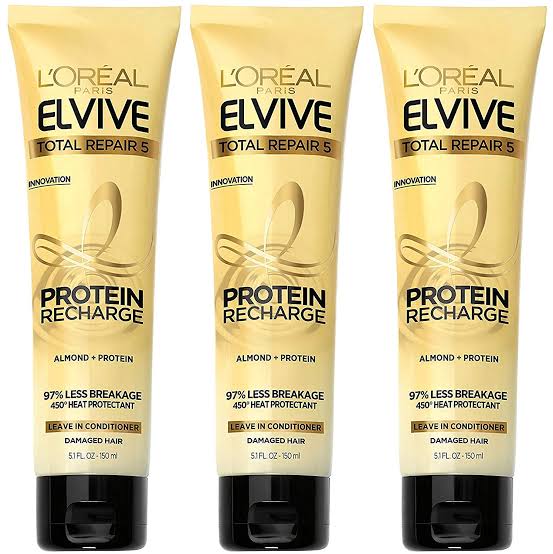 L'ORÉAL
PARIS
ELVIVE
TOTAL REPAIR 5
INNOVATION
PROTEIN
RECHARGE
ALMOND + PROTEIN
97% LESS BREAKAGE
450° HEAT PROTECTANT
LEAVE IN CONDITIONER
DAMAGED HAIR
5.1 FL. OZ - 150 ml
L'ORÉAL
PARIS
ELVIVE
TOTAL REPAIR 5
INNOVATION
PROTEIN
RECHARGE
ALMOND + PROTEIN
97% LESS BREAKAGE
450° HEAT PROTECTANT
LEAVE IN CONDITIONER
DAMAGED HAIR
5.1 FL. OZ - 150 ml
L'ORÉAL
PARIS
ELVIVE
TOTAL REPAIR 5
INNOVATION
PROTEIN
RECHARGE
ALMOND + PROTEIN
97% LESS BREAKAGE
450° HEAT PROTECTANT
LEAVE IN CONDITIONER
DAMAGED HAIR
5.1 FL. OZ - 150 ml